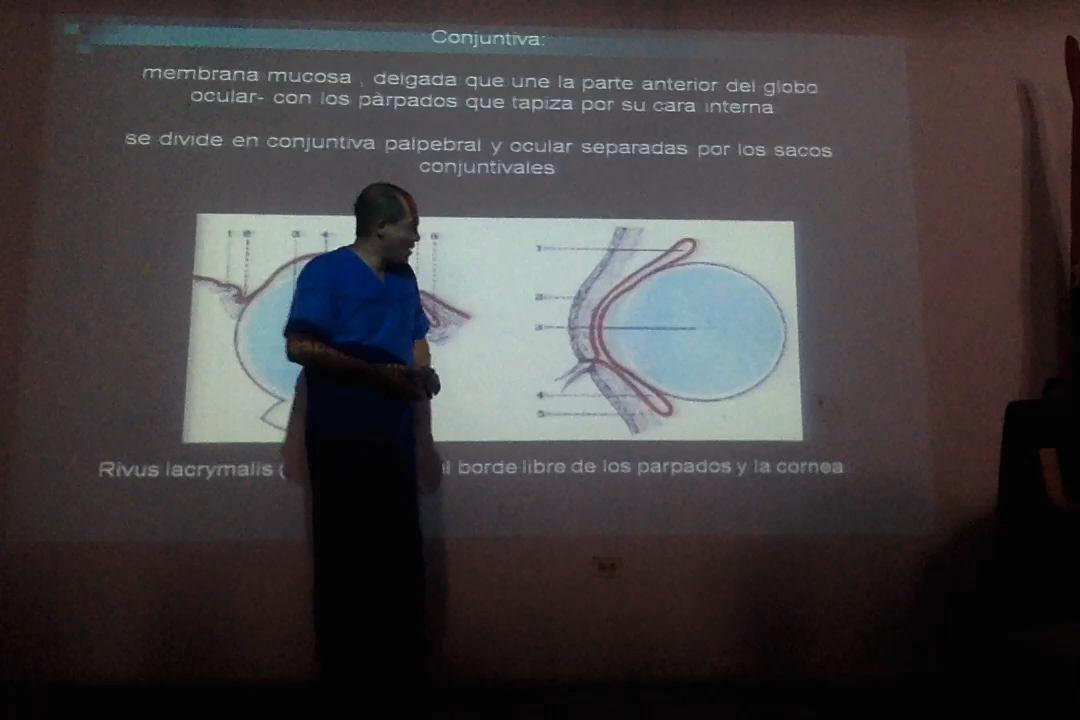 Conjuntiva:
membrana mucosa , delgada que une la parte anterior del globo
ocular- con los pàrpados que tapiza por su cara interna
se divide en conjuntiva palpebral y ocular separadas por los sacos
conjuntivales
Rivus lacrymalis ( l borde libre de los parpados y la cornea